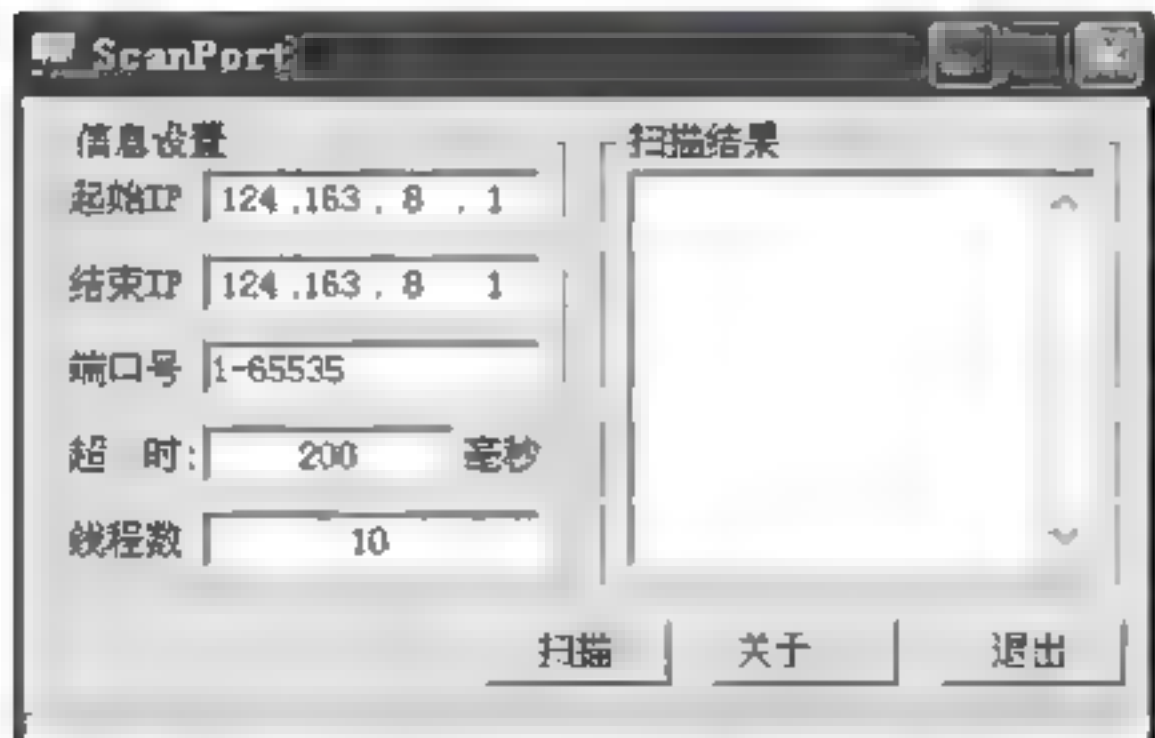 ScanPort
信息设置
起始IP 124.163.8.1
结束IP 124.163.8 1
端口号 1-65535
超 时: 200 毫秒
线程数 10
扫描结果
扫描 关于 退出